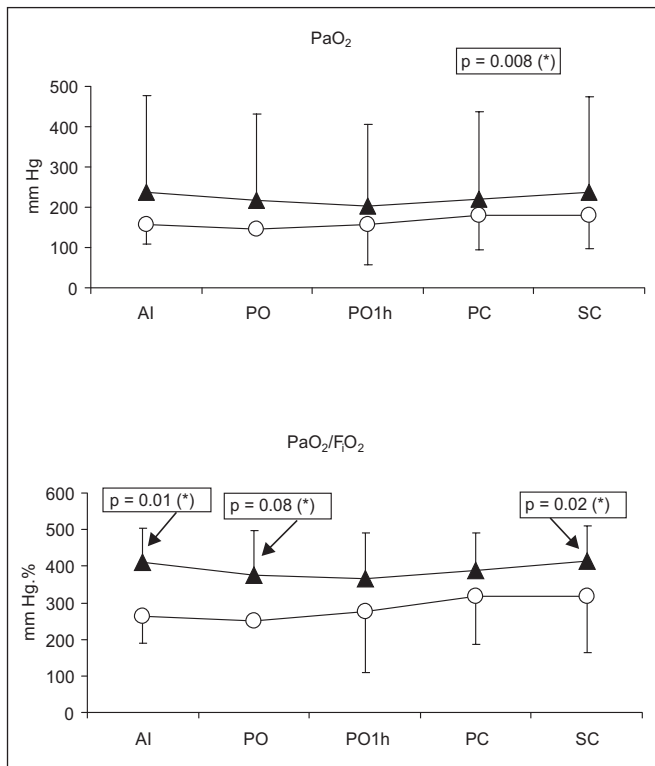 PaO₂
p = 0.008 (*)
500
400
300
200
100
0
mm Hg
AI PO PO1h PC SC
PaO₂/FᵢO₂
p = 0.01 (*) p = 0.08 (*) p = 0.02 (*)
600
500
400
300
200
100
0
mm Hg.%
AI PO PO1h PC SC